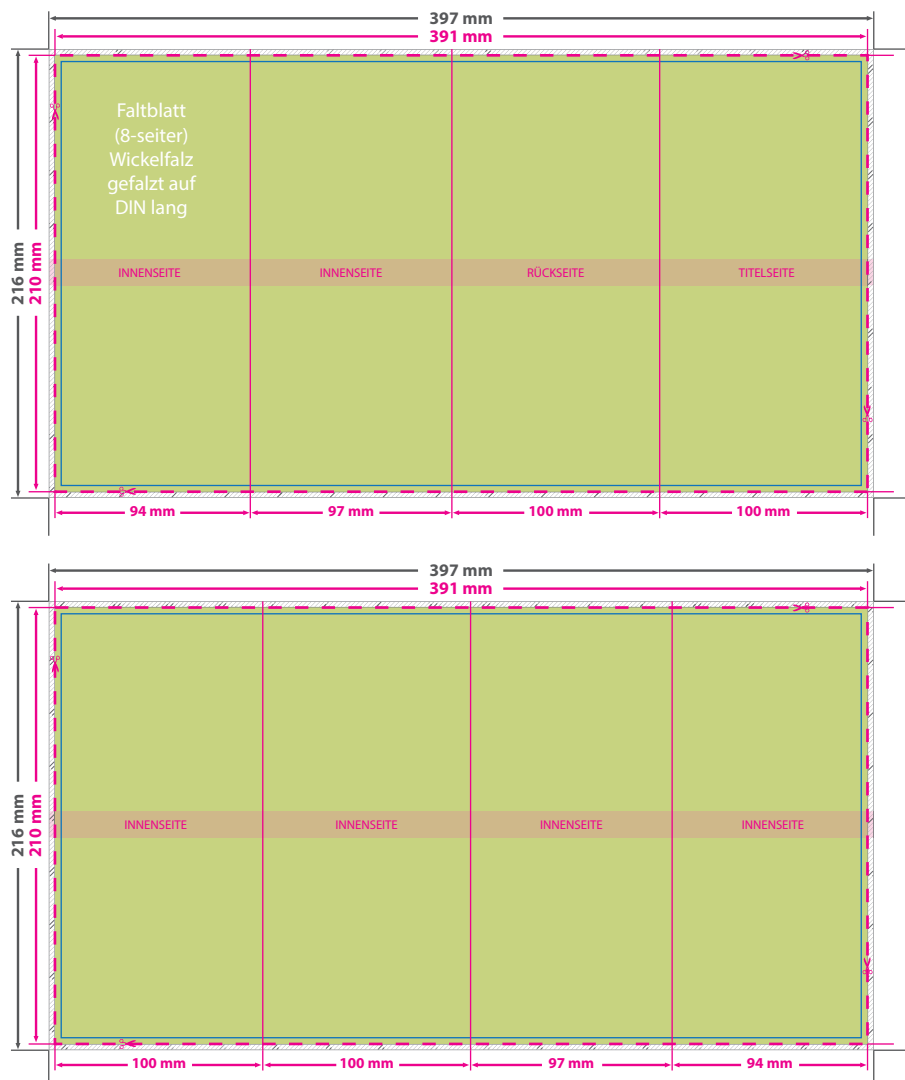 397 mm
391 mm
216 mm
210 mm
Faltblatt
(8-seiter)
Wickelfalz
gefalzt auf
DIN lang
INNENSEITE
INNENSEITE
RÜCKSEITE
TITELSEITE
94 mm
97 mm
100 mm
100 mm
397 mm
391 mm
216 mm
210 mm
INNENSEITE
INNENSEITE
INNENSEITE
INNENSEITE
100 mm
100 mm
97 mm
94 mm